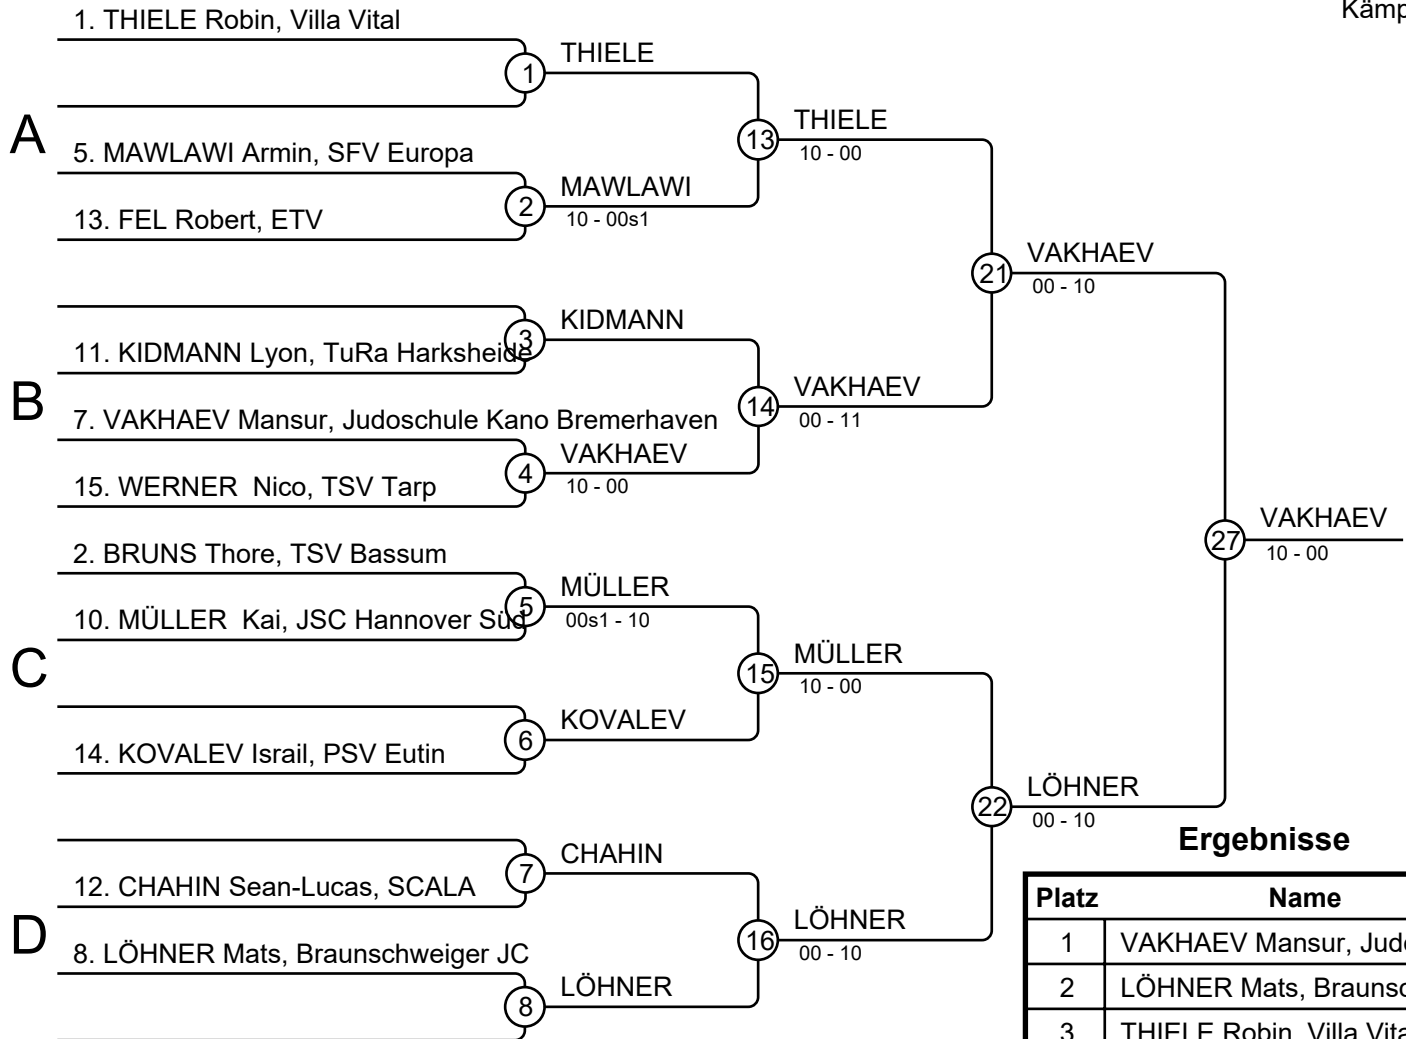 Kämp
1. THIELE Robin, Villa Vital
1
THIELE
A
13
THIELE
10 - 00
5. MAWLAWI Armin, SFV Europa
2
MAWLAWI
10 - 00s1
13. FEL Robert, ETV
21
VAKHAEV
00 - 10
3
KIDMANN
11. KIDMANN Lyon, TuRa Harksheide
B
14
VAKHAEV
00 - 11
7. VAKHAEV Mansur, Judoschule Kano Bremerhaven
4
VAKHAEV
10 - 00
15. WERNER Nico, TSV Tarp
27
VAKHAEV
10 - 00
2. BRUNS Thore, TSV Bassum
5
MÜLLER
00s1 - 10
10. MÜLLER Kai, JSC Hannover Süd
C
15
MÜLLER
10 - 00
6
KOVALEV
14. KOVALEV Israil, PSV Eutin
22
LÖHNER
00 - 10
7
CHAHIN
12. CHAHIN Sean-Lucas, SCALA
D
16
LÖHNER
00 - 10
8. LÖHNER Mats, Braunschweiger JC
8
LÖHNER
Ergebnisse
Platz Name
1 VAKHAEV Mansur, Jud
2 LÖHNER Mats, Brauns
3 THIELE Robin, Villa Vita